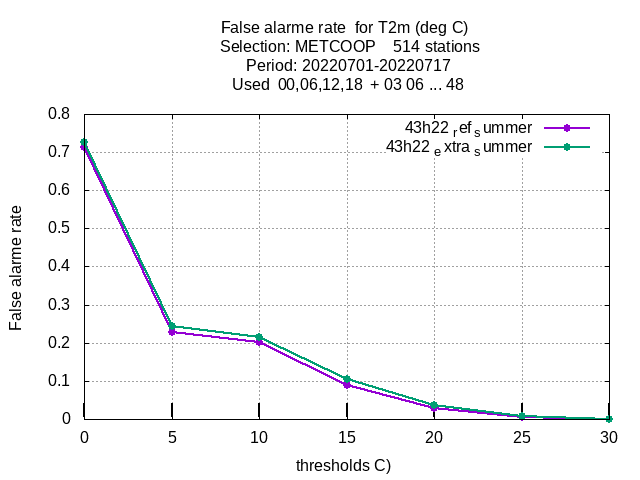 False alarme rate  for T2m (deg C)
Selection: METCOOP    514 stations
Period: 20220701-20220717
Used  00,06,12,18  + 03 06 ... 48
43h22 ref summer
43h22 extra summer
False alarme rate
0.8
0.7
0.6
0.5
0.4
0.3
0.2
0.1
0
0 5 10 15 20 25 30
thresholds C)